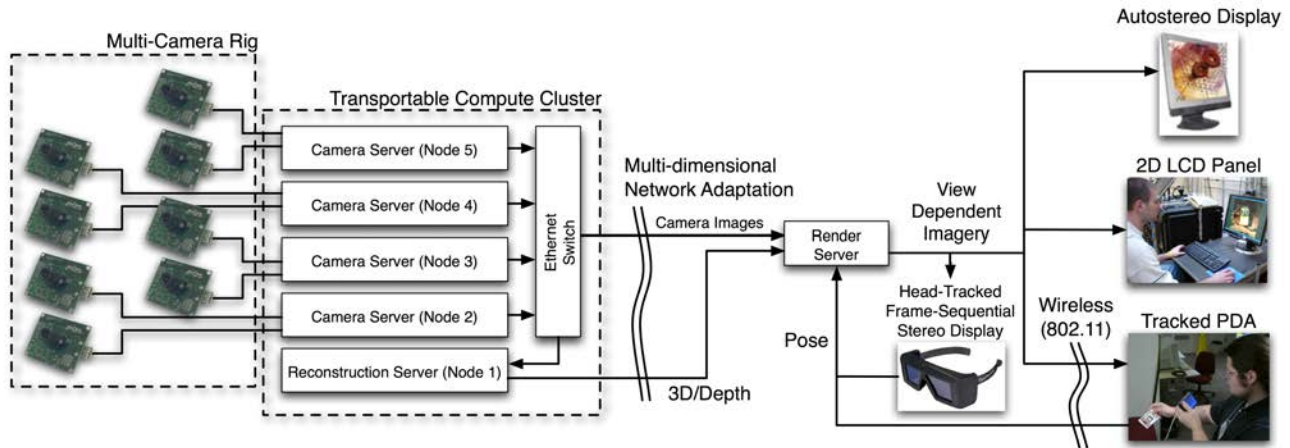 Multi-Camera Rig
Transportable Compute Cluster
Camera Server (Node 5)
Camera Server (Node 4)
Camera Server (Node 3)
Camera Server (Node 2)
Reconstruction Server (Node 1)
Ethernet
Switch
Multi-dimensional
Network Adaptation
Camera Images
3D/Depth
Render
Server
Pose
View
Dependent
Imagery
Head-Tracked
Frame-Sequential
Stereo Display
Wireless
(802.11)
Autostereo Display
2D LCD Panel
Tracked PDA